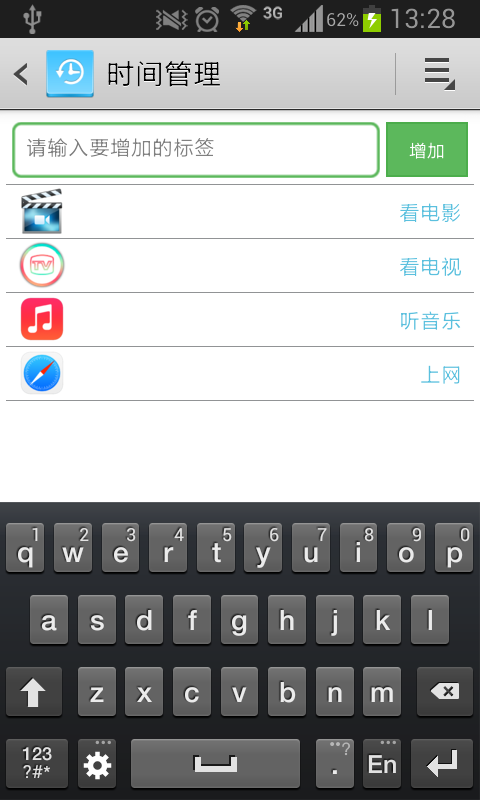 3G 62% 13:28
时间管理
请输入要增加的标签 增加
看电影
TV 看电视
听音乐
上网
1 2 3 4 5 6 7 8 9 0
q w e r t y u i o p
a s d f g h j k l
z x c v b n m
123 ?#* . ? En